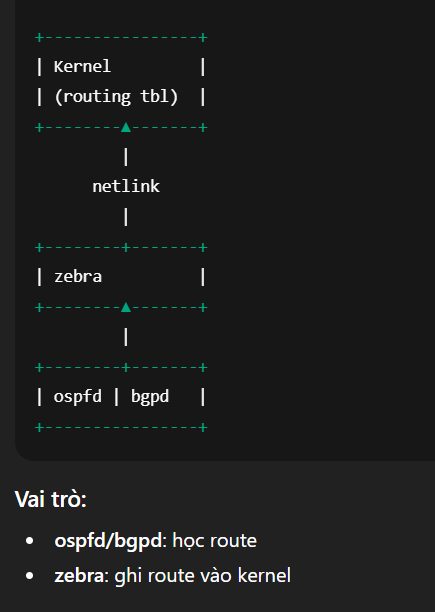 +----------------+
| Kernel         |
| (routing tbl)  |
+--------▲-------+
         |
      netlink
         |
+--------+-------+
| zebra          |
+--------▲-------+
         |
+--------+-------+
| ospfd | bgpd   |
+----------------+
Vai trò:
• ospfd/bgpd: học route
• zebra: ghi route vào kernel